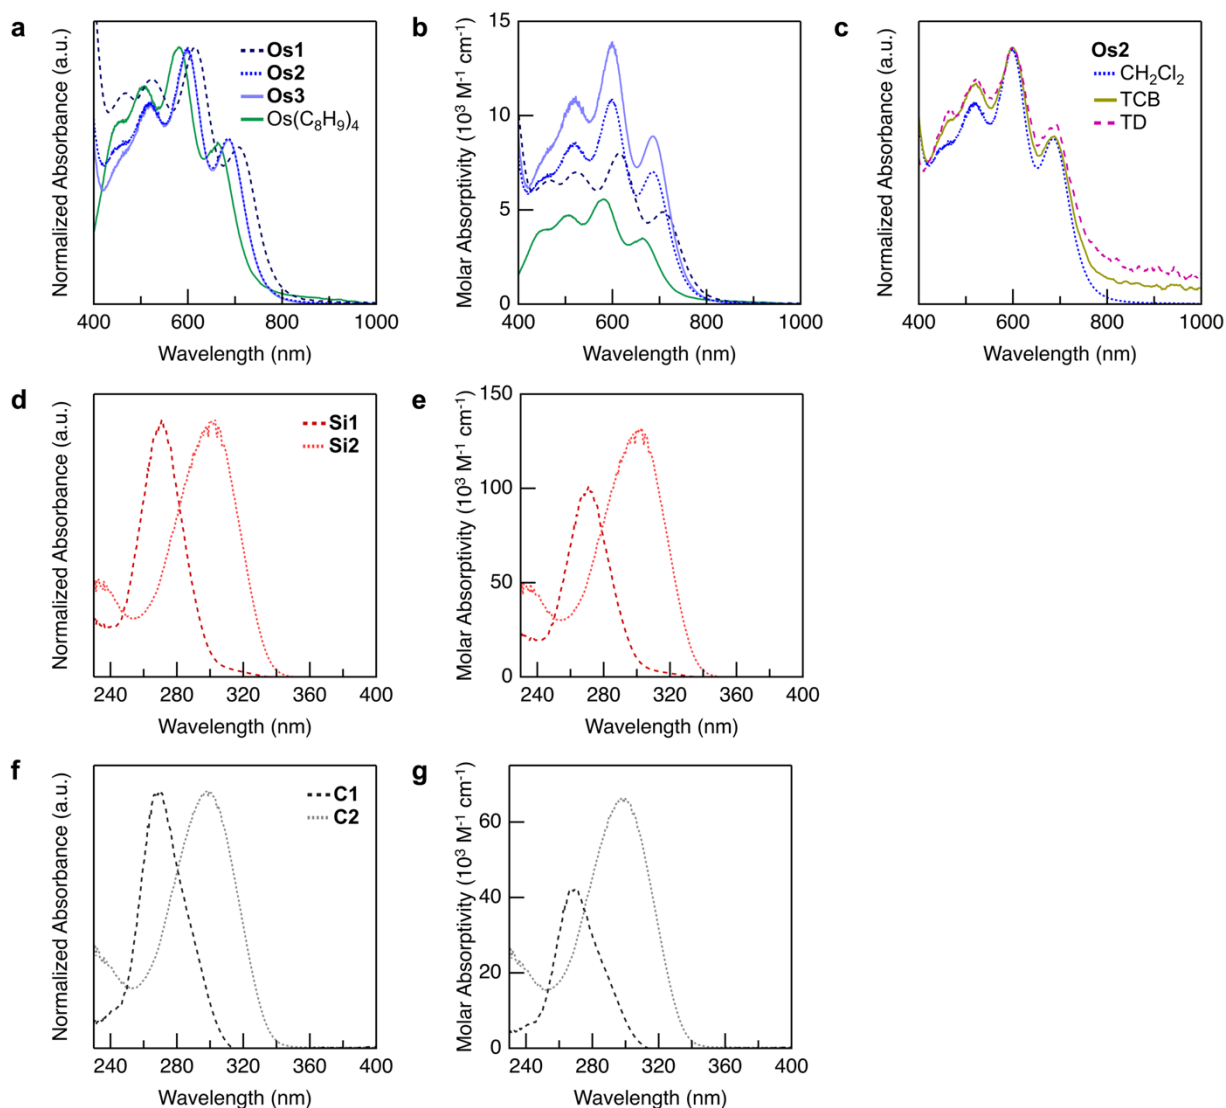 a
Normalized Absorbance (a.u.)
Os1
Os2
Os3
Os(C₈H₉)₄
400 600 800 1000
Wavelength (nm)
b
Molar Absorptivity (10³ M⁻¹ cm⁻¹)
15
10
5
0
400 600 800 1000
Wavelength (nm)
c
Normalized Absorbance (a.u.)
Os2
CH₂Cl₂
TCB
TD
400 600 800 1000
Wavelength (nm)
d
Normalized Absorbance (a.u.)
Si1
Si2
240 280 320 360 400
Wavelength (nm)
e
Molar Absorptivity (10³ M⁻¹ cm⁻¹)
150
100
50
0
240 280 320 360 400
Wavelength (nm)
f
Normalized Absorbance (a.u.)
C1
C2
240 280 320 360 400
Wavelength (nm)
g
Molar Absorptivity (10³ M⁻¹ cm⁻¹)
60
40
20
0
240 280 320 360 400
Wavelength (nm)